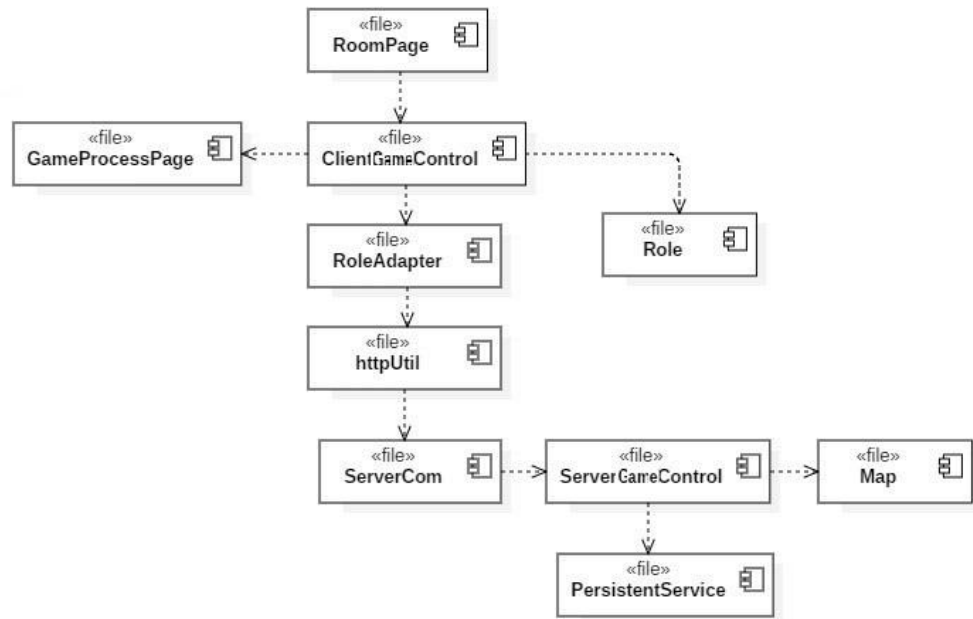 «file»
RoomPage
«file»
GameProcessPage
«file»
ClientGameControl
«file»
Role
«file»
RoleAdapter
«file»
httpUtil
«file»
ServerCom
«file»
ServerGameControl
«file»
Map
«file»
PersistentService